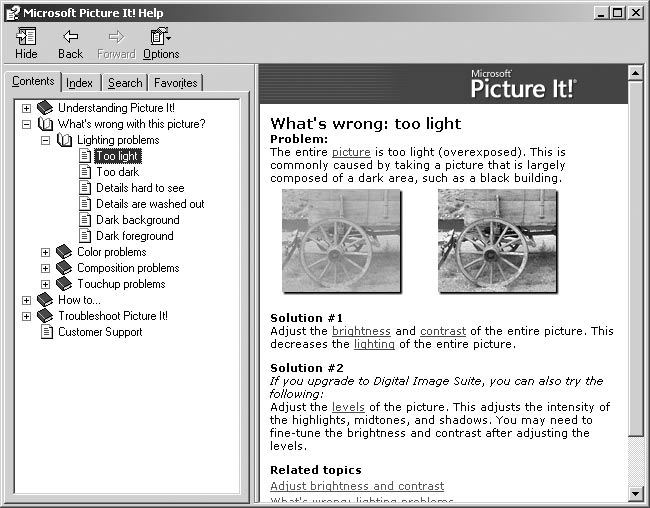 Microsoft Picture It! Help
Hide
Back
Forward
Options
Contents
Index
Search
Favorites
Understanding Picture It!
What's wrong with this picture?
Lighting problems
Too light
Too dark
Details hard to see
Details are washed out
Dark background
Dark foreground
Color problems
Composition problems
Touchup problems
How to...
Troubleshoot Picture It!
Customer Support
Microsoft®
Picture It!®
What's wrong: too light
Problem:
The entire picture is too light (overexposed). This is
commonly caused by taking a picture that is largely
composed of a dark area, such as a black building.
Solution #1
Adjust the brightness and contrast of the entire picture. This
decreases the lighting of the entire picture.
Solution #2
If you upgrade to Digital Image Suite, you can also try the
following:
Adjust the levels of the picture. This adjusts the intensity of
the highlights, midtones, and shadows. You may need to
fine-tune the brightness and contrast after adjusting the
levels.
Related topics
Adjust brightness and contrast
What's wrong: lighting problems